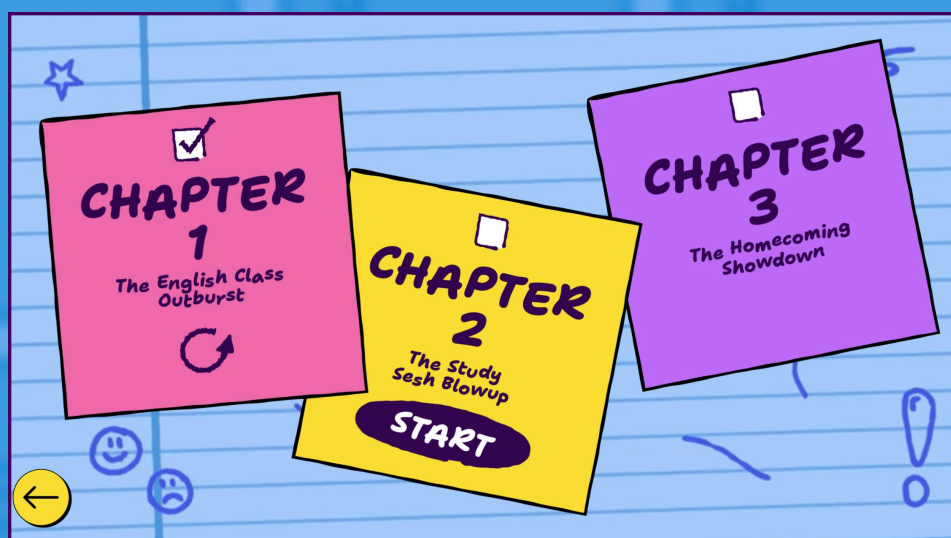 CHAPTER
1
The English Class
Outburst
CHAPTER
2
The Study
Sesh Blowup
START
CHAPTER
3
The Homecoming
Showdown